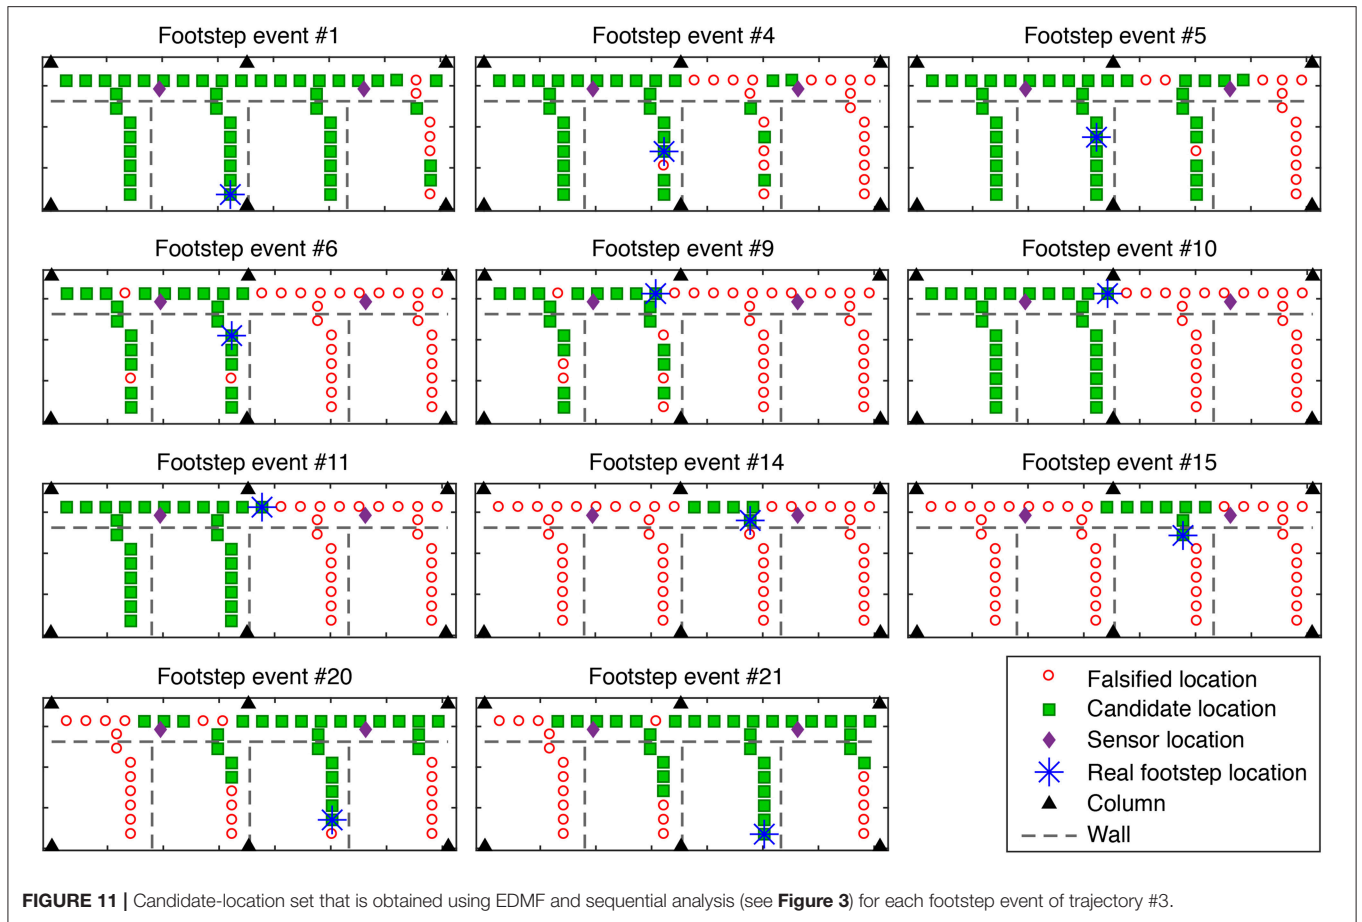 Footstep event #1
Footstep event #4
Footstep event #5
Footstep event #6
Footstep event #9
Footstep event #10
Footstep event #11
Footstep event #14
Footstep event #15
Footstep event #20
Footstep event #21
Falsified location
Candidate location
Sensor location
Real footstep location
Column
Wall
FIGURE 11 | Candidate-location set that is obtained using EDMF and sequential analysis (see Figure 3) for each footstep event of trajectory #3.